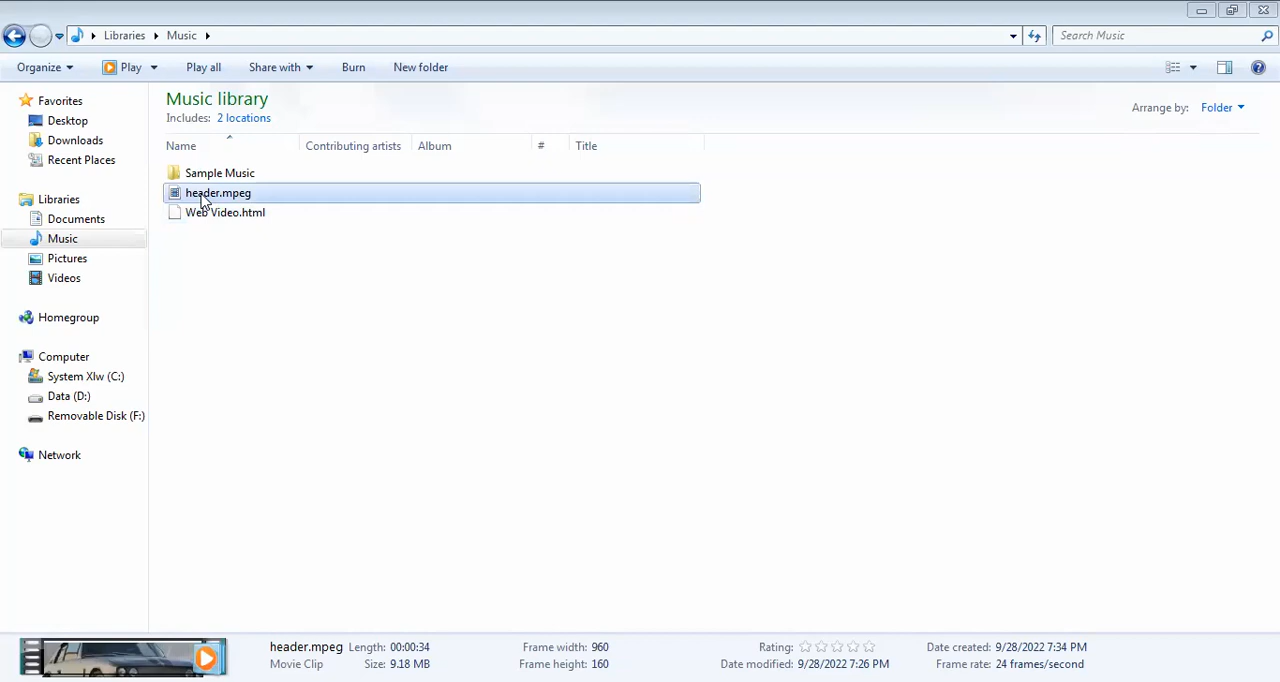 Libraries Music
Search Music
Organize Play Play all Share with Burn New folder
Favorites
Desktop
Downloads
Recent Places
Libraries
Documents
Music
Pictures
Videos
Homegroup
Computer
System Xlw (C:)
Data (D:)
Removable Disk (F:)
Network
Music library
Includes: 2 locations
Arrange by: Folder
Name Contributing artists Album # Title
Sample Music
header.mpeg
Web Video.html
header.mpeg Length: 00:00:34 Frame width: 960 Rating: Date created: 9/28/2022 7:34 PM
Movie Clip Size: 9.18 MB Frame height: 160 Date modified: 9/28/2022 7:26 PM Frame rate: 24 frames/second